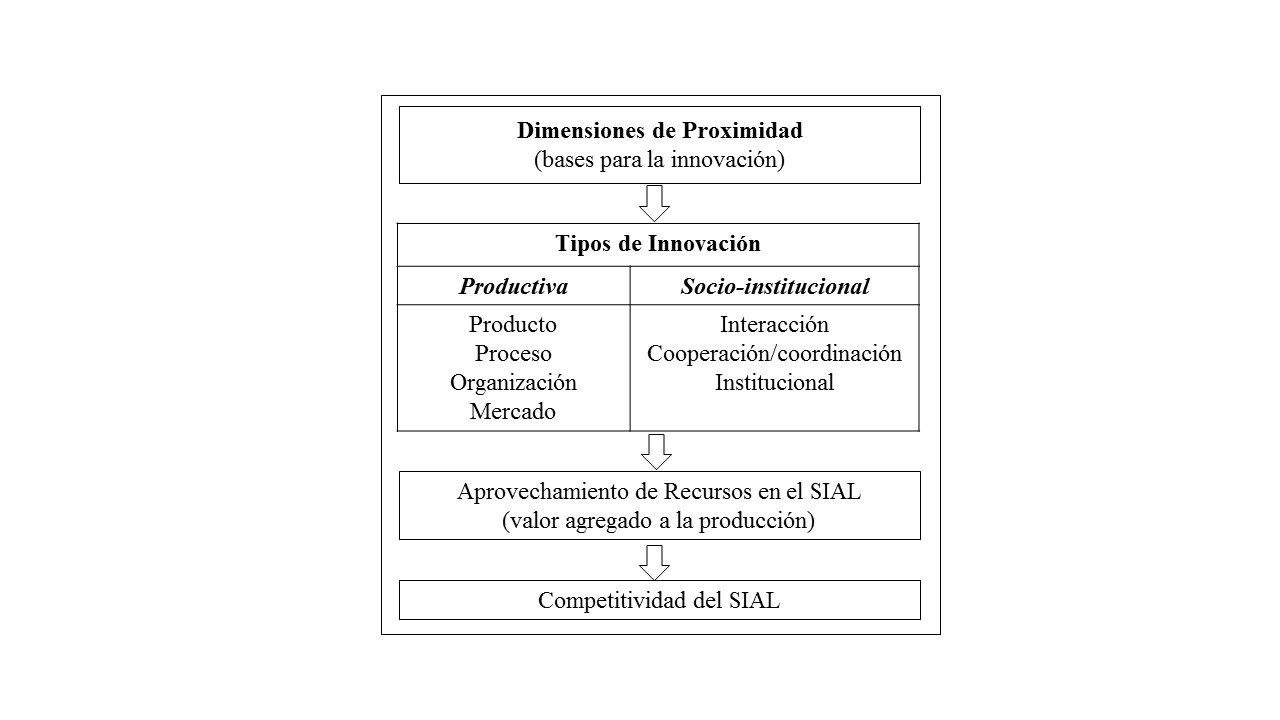 Dimensiones de Proximidad
(bases para la innovación)
Tipos de Innovación
Productiva
Socio-institucional
Producto
Proceso
Organización
Mercado
Interacción
Cooperación/coordinación
Institucional
Aprovechamiento de Recursos en el SIAL
(valor agregado a la producción)
Competitividad del SIAL